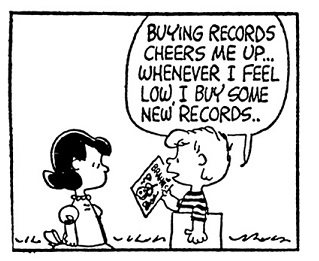 BUYING RECORDS
CHEERS ME UP...
WHENEVER I FEEL
LOW, I BUY SOME
NEW RECORDS..